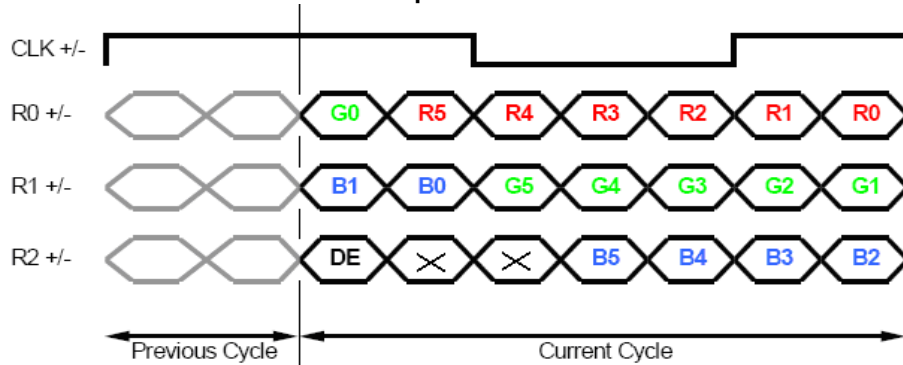 CLK +/-
R0 +/- G0 R5 R4 R3 R2 R1 R0
R1 +/- B1 B0 G5 G4 G3 G2 G1
R2 +/- DE B5 B4 B3 B2
Previous Cycle Current Cycle